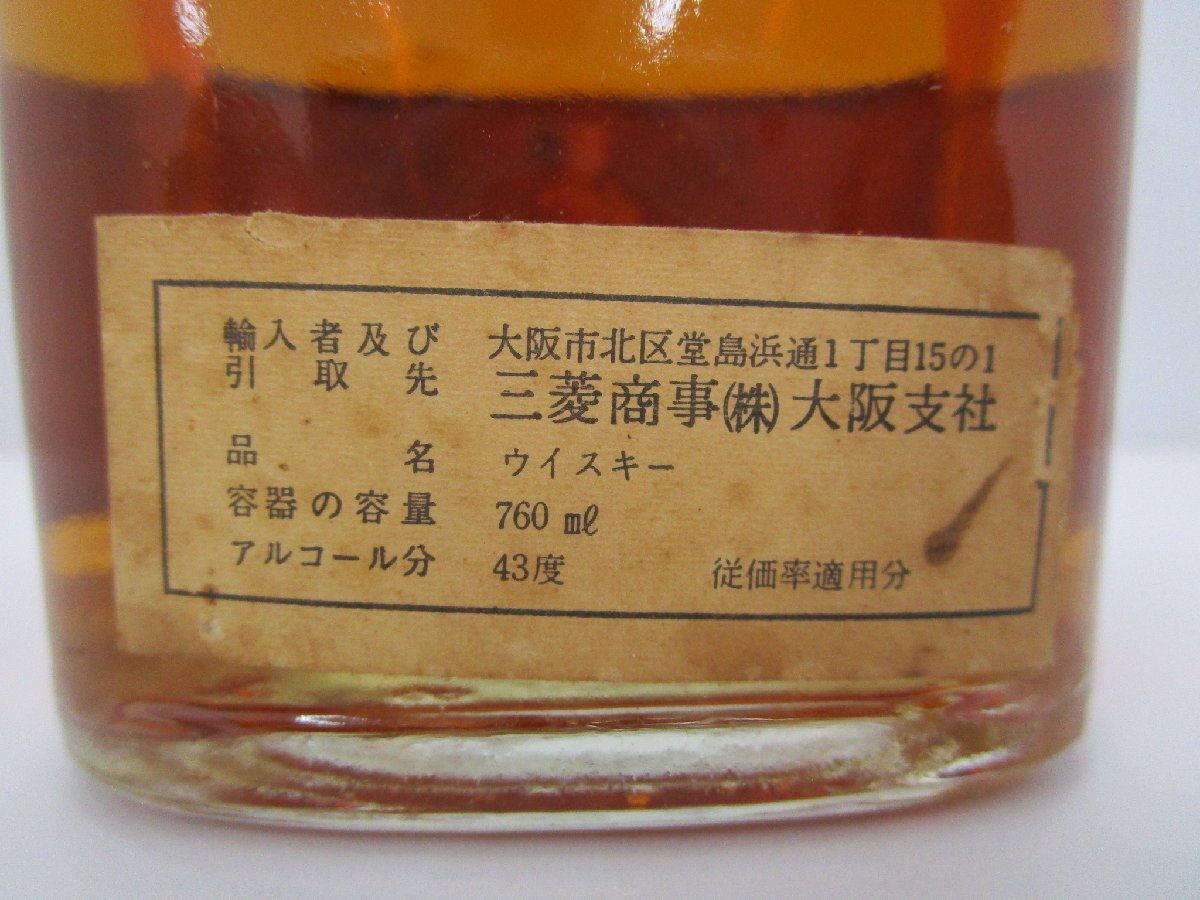 輸入者及び 大阪市北区堂島浜通1丁目15の1
引取先 三菱商事(株)大阪支社
品名 ウイスキー
容器の容量 760㎖
アルコール分 43度 従価率適用分